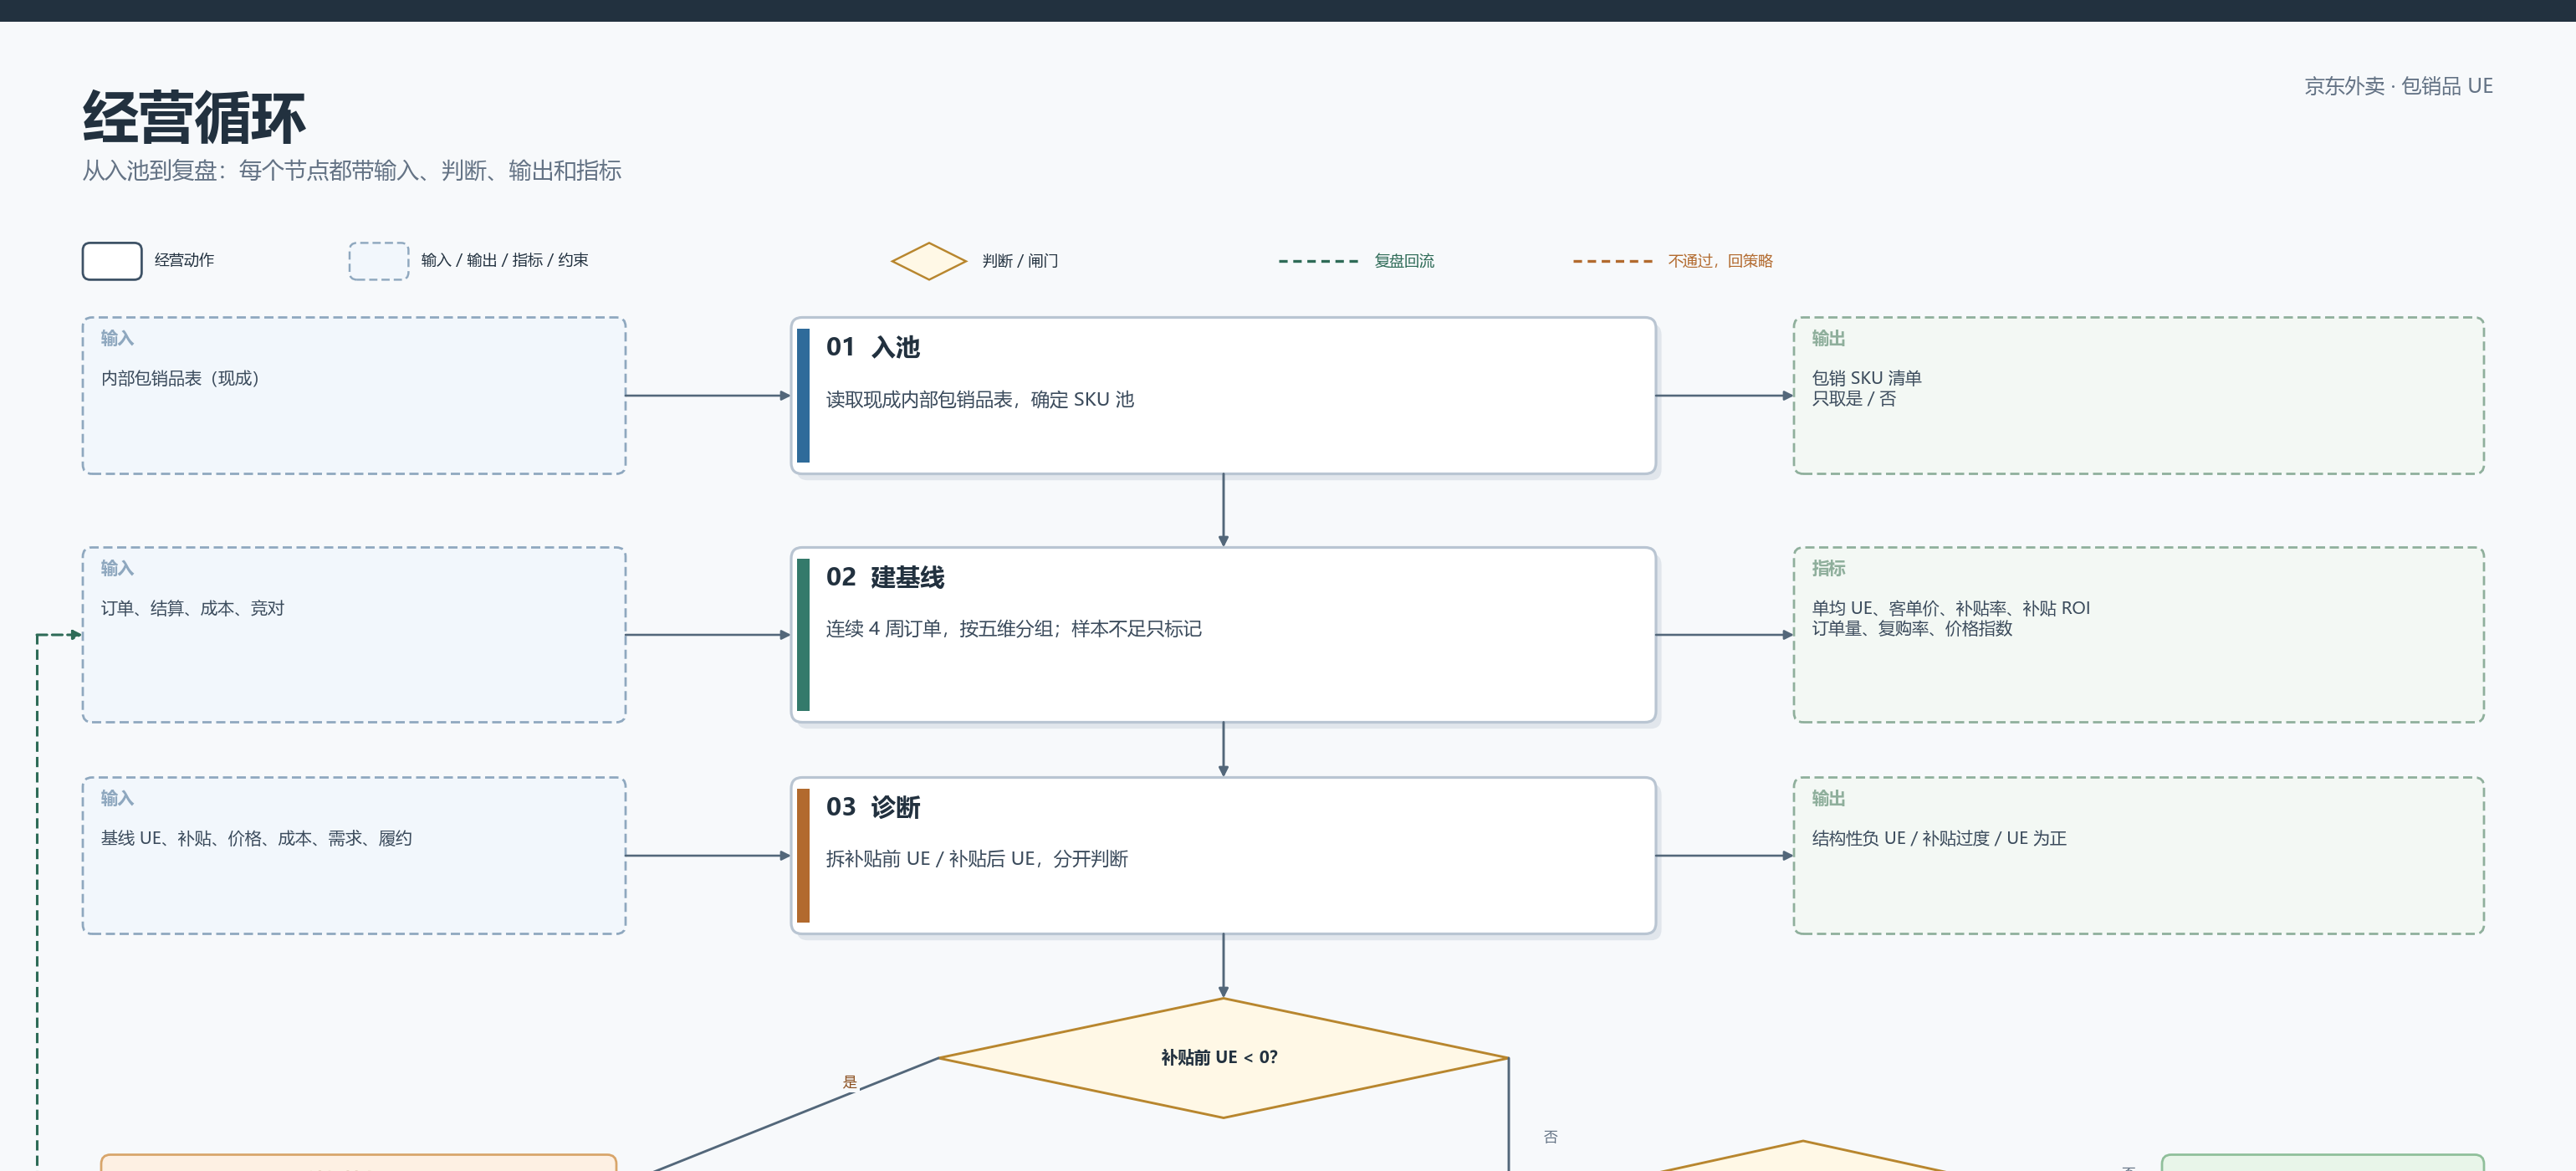 京东外卖 · 包销品 UE
经营循环
从入池到复盘：每个节点都带输入、判断、输出和指标
经营动作
输入 / 输出 / 指标 / 约束
判断 / 闸门
复盘回流
不通过，回策略
输入
内部包销品表（现成）
01 入池
读取现成内部包销品表，确定 SKU 池
输出
包销 SKU 清单
只取是 / 否
输入
订单、结算、成本、竞对
02 建基线
连续 4 周订单，按五维分组；样本不足只标记
指标
单均 UE、客单价、补贴率、补贴 ROI
订单量、复购率、价格指数
输入
基线 UE、补贴、价格、成本、需求、履约
03 诊断
拆补贴前 UE / 补贴后 UE，分开判断
输出
结构性负 UE / 补贴过度 / UE 为正
补贴前 UE < 0?
是
否